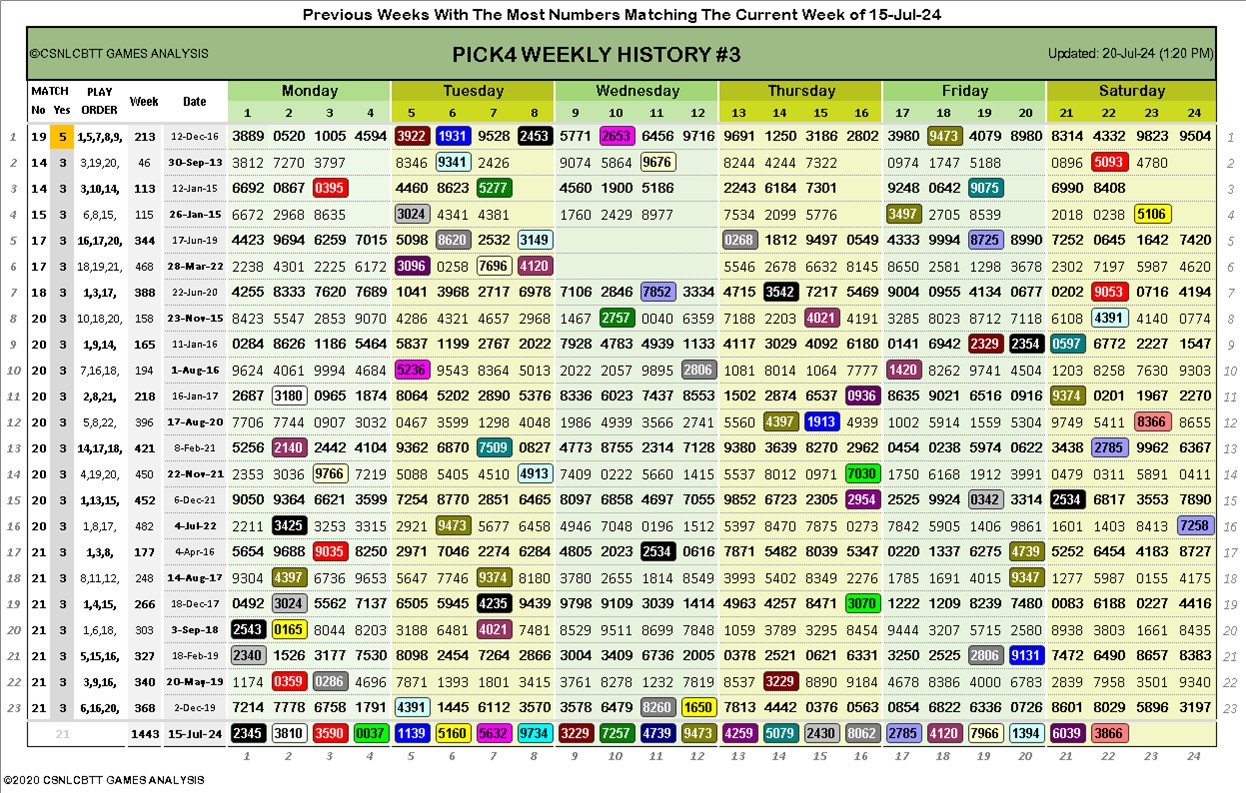 Previous Weeks With The Most Numbers Matching The Current Week of 15-Jul-24
©CSNLCBTT GAMES ANALYSIS PICK4 WEEKLY HISTORY #3 Updated: 20-Jul-24 (1:20 PM)
MATCH PLAY Week Date Monday Tuesday Wednesday Thursday Friday Saturday
No Yes ORDER 1 2 3 4 5 6 7 8 9 10 11 12 13 14 15 16 17 18 19 20 21 22 23 24
1 19 5 1,5,7,8,9, 213 12-Dec-16 3889 0520 1005 4594 3922 1931 9528 2453 5771 2653 6456 9716 9691 1250 3186 2802 3980 9473 4079 8980 8314 4332 9823 9504 1
2 14 3 3,19,20, 46 30-Sep-13 3812 7270 3797 8346 9341 2426 9074 5864 9676 8244 4244 7322 0974 1747 5188 0896 5093 4780 2
3 14 3 3,10,14, 113 12-Jan-15 6692 0867 0395 4460 8623 5277 4560 1900 5186 2243 6184 7301 9248 0642 9075 6990 8408 3
4 15 3 6,8,15, 115 26-Jan-15 6672 2968 8635 3024 4341 4381 1760 2429 8977 7534 2099 5776 3497 2705 8539 2018 0238 5106 4
5 17 3 16,17,20, 344 17-Jun-19 4423 9694 6259 7015 5098 8620 2532 3149 0268 1812 9497 0549 4333 9994 8725 8990 7252 0645 1642 7420 5
6 17 3 18,19,21, 468 28-Mar-22 2238 4301 2225 6172 3096 0258 7696 4120 5546 2678 6632 8145 8650 2581 1298 3678 2302 7197 5987 4620 6
7 18 3 1,3,17, 388 22-Jun-20 4255 8333 7620 7689 1041 3968 2717 6978 7106 2846 7852 3334 4715 3542 7217 5469 9004 0955 4134 0677 0202 9053 0716 4194 7
8 20 3 10,18,20, 158 23-Nov-15 8423 5547 2853 9070 4286 4321 4657 2968 1467 2757 0040 6359 7188 2203 4021 4191 3285 8023 8712 7118 6108 4391 4140 0774 8
9 20 3 1,9,14, 165 11-Jan-16 0284 8626 1186 5464 5837 1199 2767 2022 7928 4783 4939 1133 4117 3029 4092 6180 0141 6942 2329 2354 0597 6772 2227 1547 9
10 20 3 7,16,18, 194 1-Aug-16 9624 4061 9994 4684 5236 9543 8364 5013 2022 2057 9895 2806 1081 8014 1064 7777 1420 8262 9741 4504 1203 8258 7630 9303 10
11 20 3 2,8,21, 218 16-Jan-17 2687 3180 0965 1874 8064 5202 2890 5376 8336 6023 7437 8553 1502 2874 6537 0936 8635 9021 6516 0916 9374 0201 1967 2270 11
12 20 3 5,8,22, 396 17-Aug-20 7706 7744 0907 3032 0467 3595 1298 4048 1986 4939 3566 2741 5360 4397 1913 4939 1002 5914 1559 5304 9749 5411 8366 8655 12
13 20 3 14,17,18, 421 8-Feb-21 5256 2140 2442 4104 9362 6870 7509 0827 4773 8755 2314 7128 9380 3639 8270 2962 0454 0238 5974 0622 3438 2785 9962 6367 13
14 20 3 4,19,20, 450 22-Nov-21 2353 3036 9766 7219 5088 5405 4510 4913 7409 0222 5660 1415 5537 8012 0971 7030 1750 6168 1912 3991 0479 0311 5891 0411 14
15 20 3 1,13,15, 452 6-Dec-21 9050 9364 6621 3599 7254 8770 2851 6465 8097 6858 4697 7055 9852 6723 2305 2954 2525 9924 0342 3314 2534 6817 3553 7890 15
16 20 3 1,8,17, 482 4-Jul-22 2211 3425 3253 3315 2921 9473 5677 6458 4946 7048 0196 1512 5397 8470 7875 0273 7842 5905 1406 9861 1601 1403 8413 7258 16
17 21 3 1,3,8, 177 4-Apr-16 5654 9688 9035 8250 2971 7046 2274 6284 4805 2023 2534 0616 7871 5482 8039 5347 0220 1337 6275 4739 5252 6454 4183 8727 17
18 21 3 8,11,12, 248 14-Aug-17 9304 4397 6736 9653 5647 7746 9374 8180 3780 2655 1814 8549 3993 5402 8349 2276 1785 1691 4015 9347 1277 5987 0155 4175 18
19 21 3 1,4,15, 266 18-Dec-17 0492 3024 5562 7137 6505 5945 4235 9439 9798 9109 3039 1414 4963 4257 8471 3070 1222 1209 8239 7480 0083 6188 0227 4416 19
20 21 3 1,6,18, 303 3-Sep-18 2543 0165 8044 8203 3188 6481 4021 7481 8529 9511 8699 7848 1059 3789 3295 8454 9444 3207 5715 2580 8938 3803 1661 8435 20
21 21 3 5,15,16, 327 18-Feb-19 2340 1526 3177 7530 8098 2454 7264 2866 3004 3409 6736 2005 0378 2521 0621 6331 3250 2525 2806 9131 7472 6490 8657 8383 21
22 21 3 3,9,16, 340 20-May-19 1174 0359 0286 4696 7871 1393 1801 3415 3761 8278 1232 7819 8437 3229 8890 9184 4678 8386 4000 6783 2829 7958 3501 9340 22
23 21 3 6,16,20, 368 2-Dec-19 7214 7778 6758 1791 4391 1445 6112 3570 3578 6479 8260 1650 7813 4442 0376 0563 0854 6822 6336 0726 8601 8029 5896 3197 23
21 1443 15-Jul-24 2345 3810 3590 0037 1139 5160 5632 9734 3229 7257 4739 9473 4259 5079 2430 8062 2785 4120 7966 1394 6039 3866
1 2 3 4 5 6 7 8 9 10 11 12 13 14 15 16 17 18 19 20 21 22 23 24
©2020 CSNLCBTT GAMES ANALYSIS